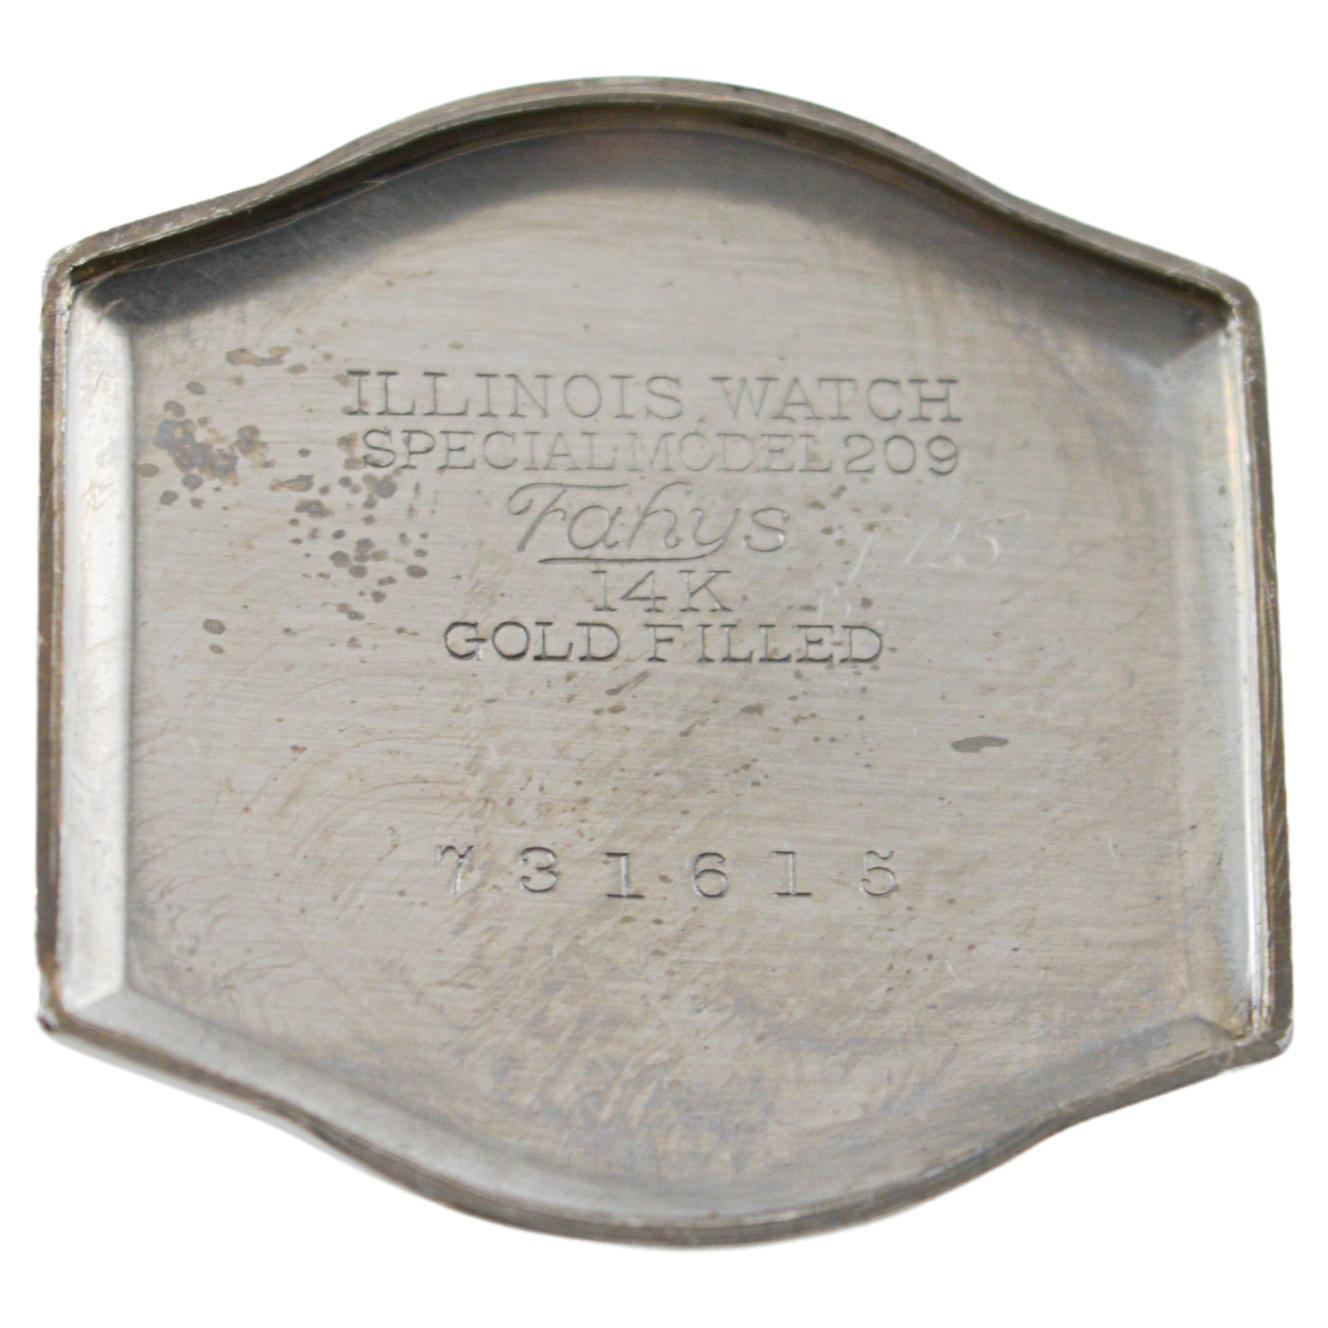 ILLINOIS WATCH
SPECIAL MODEL 209
Fahys
14K
GOLD FILLED
731615